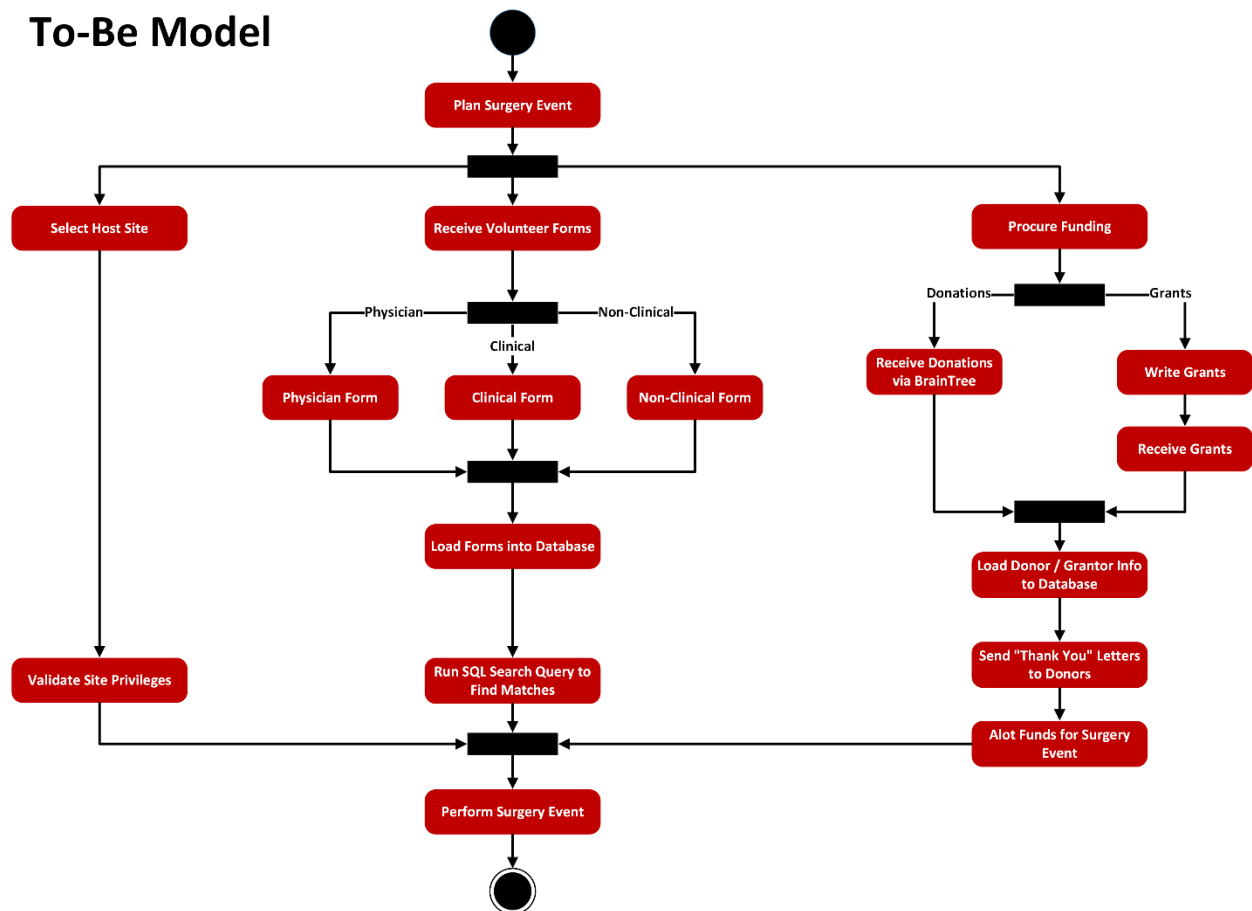 To-Be Model
Plan Surgery Event
Select Host Site
Receive Volunteer Forms
Procure Funding
Donations
Grants
Physician
Non-Clinical
Clinical
Receive Donations
via BrainTree
Write Grants
Physician Form
Clinical Form
Non-Clinical Form
Receive Grants
Load Forms into Database
Load Donor / Grantor Info
to Database
Validate Site Privileges
Run SQL Search Query to
Find Matches
Send "Thank You" Letters
to Donors
Alot Funds for Surgery
Event
Perform Surgery Event